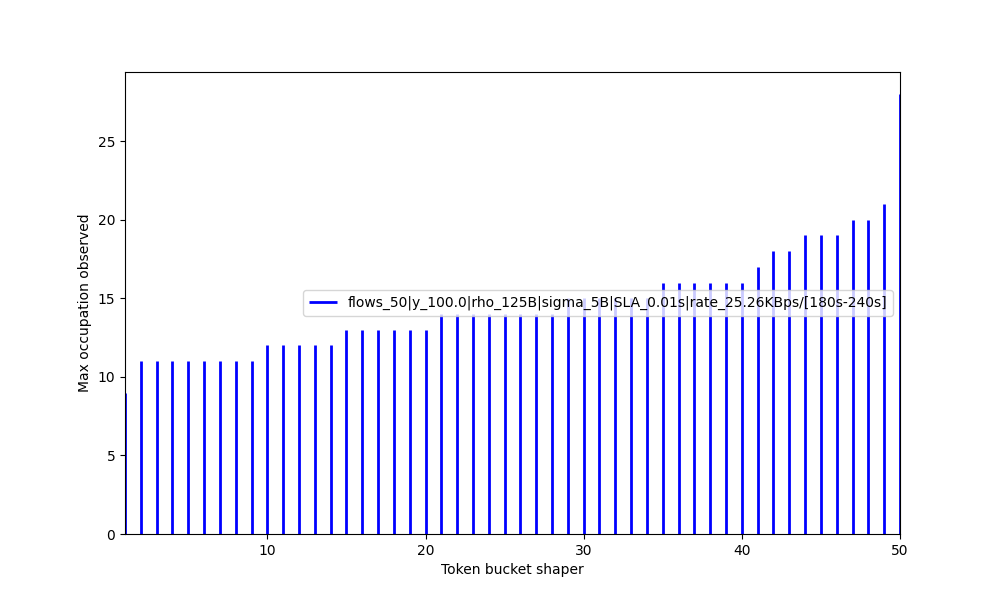 25
20
15
10
5
0
Max occupation observed
flows_50|y_100.0|rho_125B|sigma_5B|SLA_0.01s|rate_25.26KBps/[180s-240s]
10 20 30 40 50
Token bucket shaper